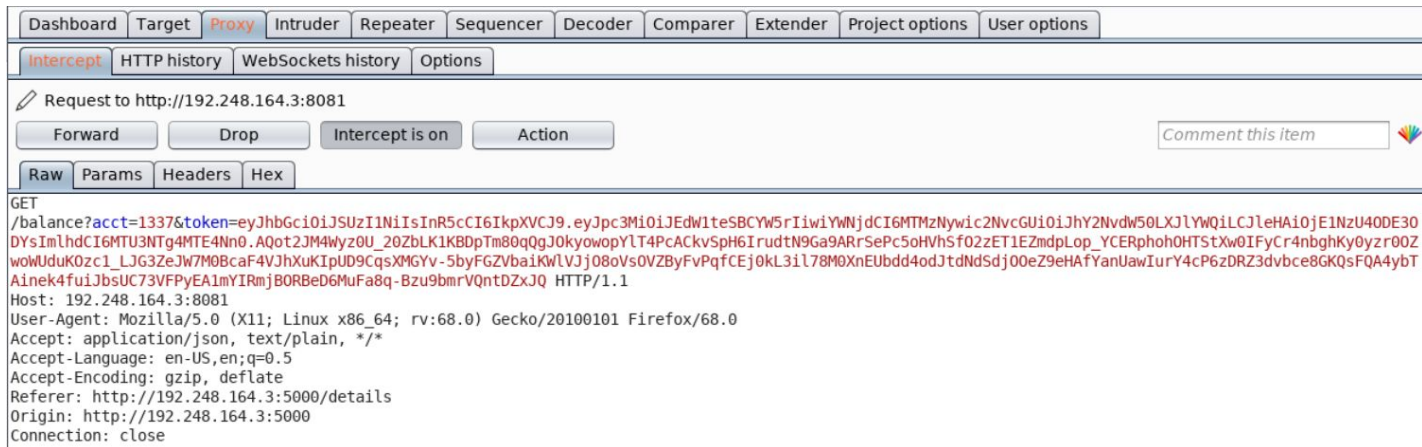 Dashboard Target Proxy Intruder Repeater Sequencer Decoder Comparer Extender Project options User options
Intercept HTTP history WebSockets history Options
Request to http://192.248.164.3:8081
Forward Drop Intercept is on Action Comment this item
Raw Params Headers Hex
GET
/balance?acct=1337&token=eyJhbGciOiJSUzI1NiIsInR5cCI6IkpXVCJ9.eyJpc3MiOiJEdW1teSBCYW5rIiwiYWNjdCI6MTMzNywic2NvcGUiOiJhY2NvdW50LXJlYWQiLCJleHAiOjE1NzU4ODE3O
DYsImlhdCI6MTU3NTg4MTE4Nn0.AQot2JM4Wyz0U_20ZbLK1KBDpTm80qQgJOkyowopYlT4PcACkvSpH6IrudtN9Ga9ARrSePc5oHVhSfO2zET1EZmdpLop_YCERphohOHTStXw0IFyCr4nbghKy0yzr0OZ
woWUduKOzc1_LJG3ZeJW7M0BcaF4VJhXuKIpUD9CqsXMGYv-5byFGZVbaiKWlVJjO8oVsOVZByFvPqfCEj0kL3il78M0XnEUbdd4odJtdNdSdjOOeZ9eHAfYanUawIurY4cP6zDRZ3dvbce8GKQsFQA4ybT
Ainek4fuiJbsUC73VFPyEA1mYIRmjBORBeD6MuFa8q-Bzu9bmrVQntDZxJQ HTTP/1.1
Host: 192.248.164.3:8081
User-Agent: Mozilla/5.0 (X11; Linux x86_64; rv:68.0) Gecko/20100101 Firefox/68.0
Accept: application/json, text/plain, */*
Accept-Language: en-US,en;q=0.5
Accept-Encoding: gzip, deflate
Referer: http://192.248.164.3:5000/details
Origin: http://192.248.164.3:5000
Connection: close